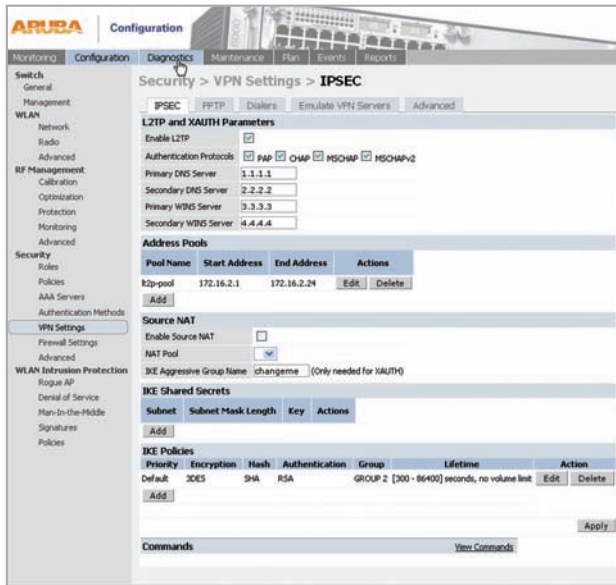 ARUBA Configuration
Monitoring Configuration Diagnostics Maintenance Plan Events Reports
Switch
General
Management
WLAN
Network
Radio
Advanced
RF Management
Calibration
Optimization
Protection
Monitoring
Advanced
Security
Roles
Policies
AAA Servers
Authentication Methods
VPN Settings
Firewall Settings
Advanced
WLAN Intrusion Protection
Rogue AP
Denial of Service
Man-In-the-Middle
Signatures
Policies
Security > VPN Settings > IPSEC
IPSEC PPTP Dialers Emulate VPN Servers Advanced
L2TP and XAUTH Parameters
Enable L2TP
Authentication Protocols PAP CHAP MSCHAP MSCHAPv2
Primary DNS Server 1.1.1.1
Secondary DNS Server 2.2.2.2
Primary WINS Server 3.3.3.3
Secondary WINS Server 4.4.4.4
Address Pools
Pool Name Start Address End Address Actions
lt2p-pool 172.16.2.1 172.16.2.24 Edit Delete
Add
Source NAT
Enable Source NAT
NAT Pool
IKE Aggressive Group Name changeme (Only needed for XAUTH)
IKE Shared Secrets
Subnet Subnet Mask Length Key Actions
Add
IKE Policies
Priority Encryption Hash Authentication Group Lifetime Action
Default 3DES SHA RSA GROUP 2 [300 - 86400] seconds, no volume limit Edit Delete
Add
Apply
Commands View Commands